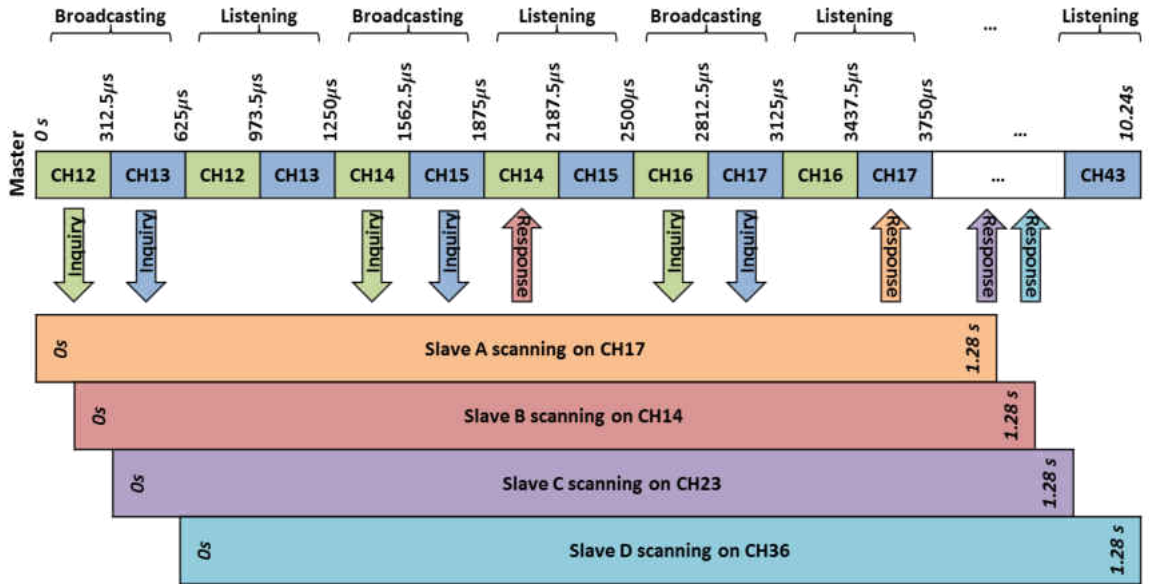 Broadcasting Listening Broadcasting Listening Broadcasting Listening ... Listening
0 s 312.5μs 625μs 973.5μs 1250μs 1562.5μs 1875μs 2187.5μs 2500μs 2812.5μs 3125μs 3437.5μs 3750μs ... 10.24s
Master CH12 CH13 CH12 CH13 CH14 CH15 CH14 CH15 CH16 CH17 CH16 CH17 ... CH43
Inquiry Inquiry Inquiry Inquiry Response Inquiry Inquiry Response Response Response
0s Slave A scanning on CH17 1.28 s
0s Slave B scanning on CH14 1.28 s
0s Slave C scanning on CH23 1.28 s
0s Slave D scanning on CH36 1.28 s